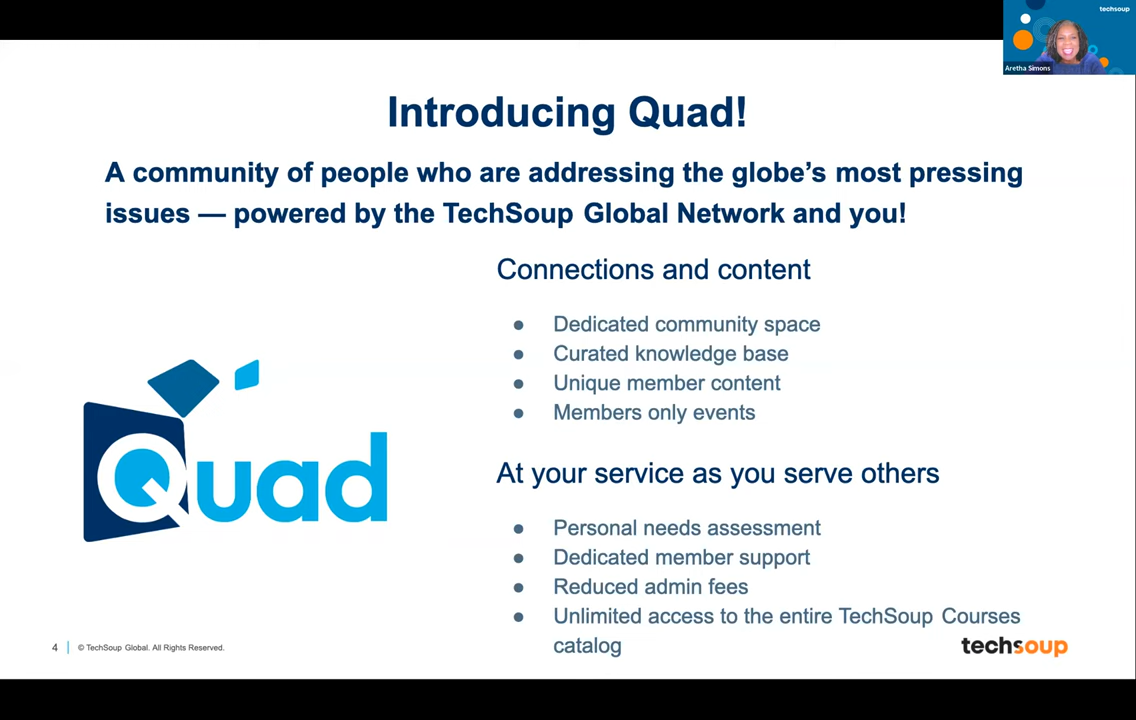 techsoup
Aretha Simons
Introducing Quad!
A community of people who are addressing the globe’s most pressing
issues — powered by the TechSoup Global Network and you!
Connections and content
● Dedicated community space
● Curated knowledge base
● Unique member content
● Members only events
Quad
At your service as you serve others
● Personal needs assessment
● Dedicated member support
● Reduced admin fees
● Unlimited access to the entire TechSoup Courses
catalog
4 | © TechSoup Global. All Rights Reserved.
techsoup